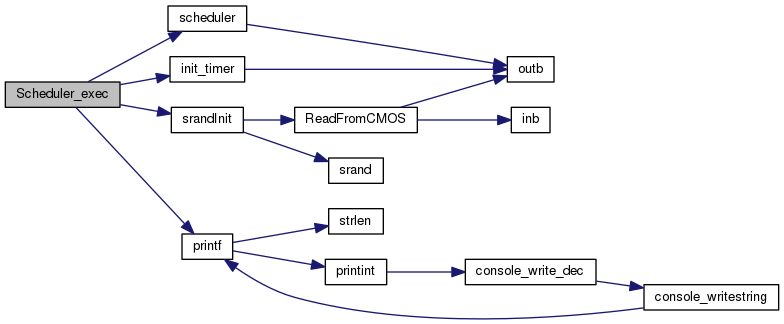 scheduler
init_timer
outb
Scheduler_exec
srandInit
ReadFromCMOS
inb
srand
strlen
printf
printint
console_write_dec
console_writestring